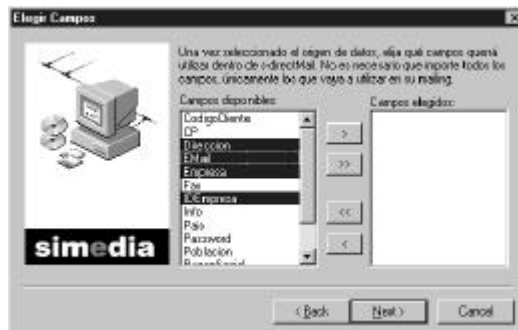 Elegir Campos
Una vez seleccionado el origen de datos, elija qué campos querrá
utilizar dentro de e-directMail. No es necesario que importe todos los
campos, únicamente los que vaya a utilizar en su mailing.
Campos disponibles:
Campos elegidos:
CodigoCliente
CP
Direccion
EMail
Empresa
Fax
IDEmpresa
Info
Pais
Password
Poblacion
RazonSocial
>
>>
<<
<
simedia
< Back
Next >
Cancel